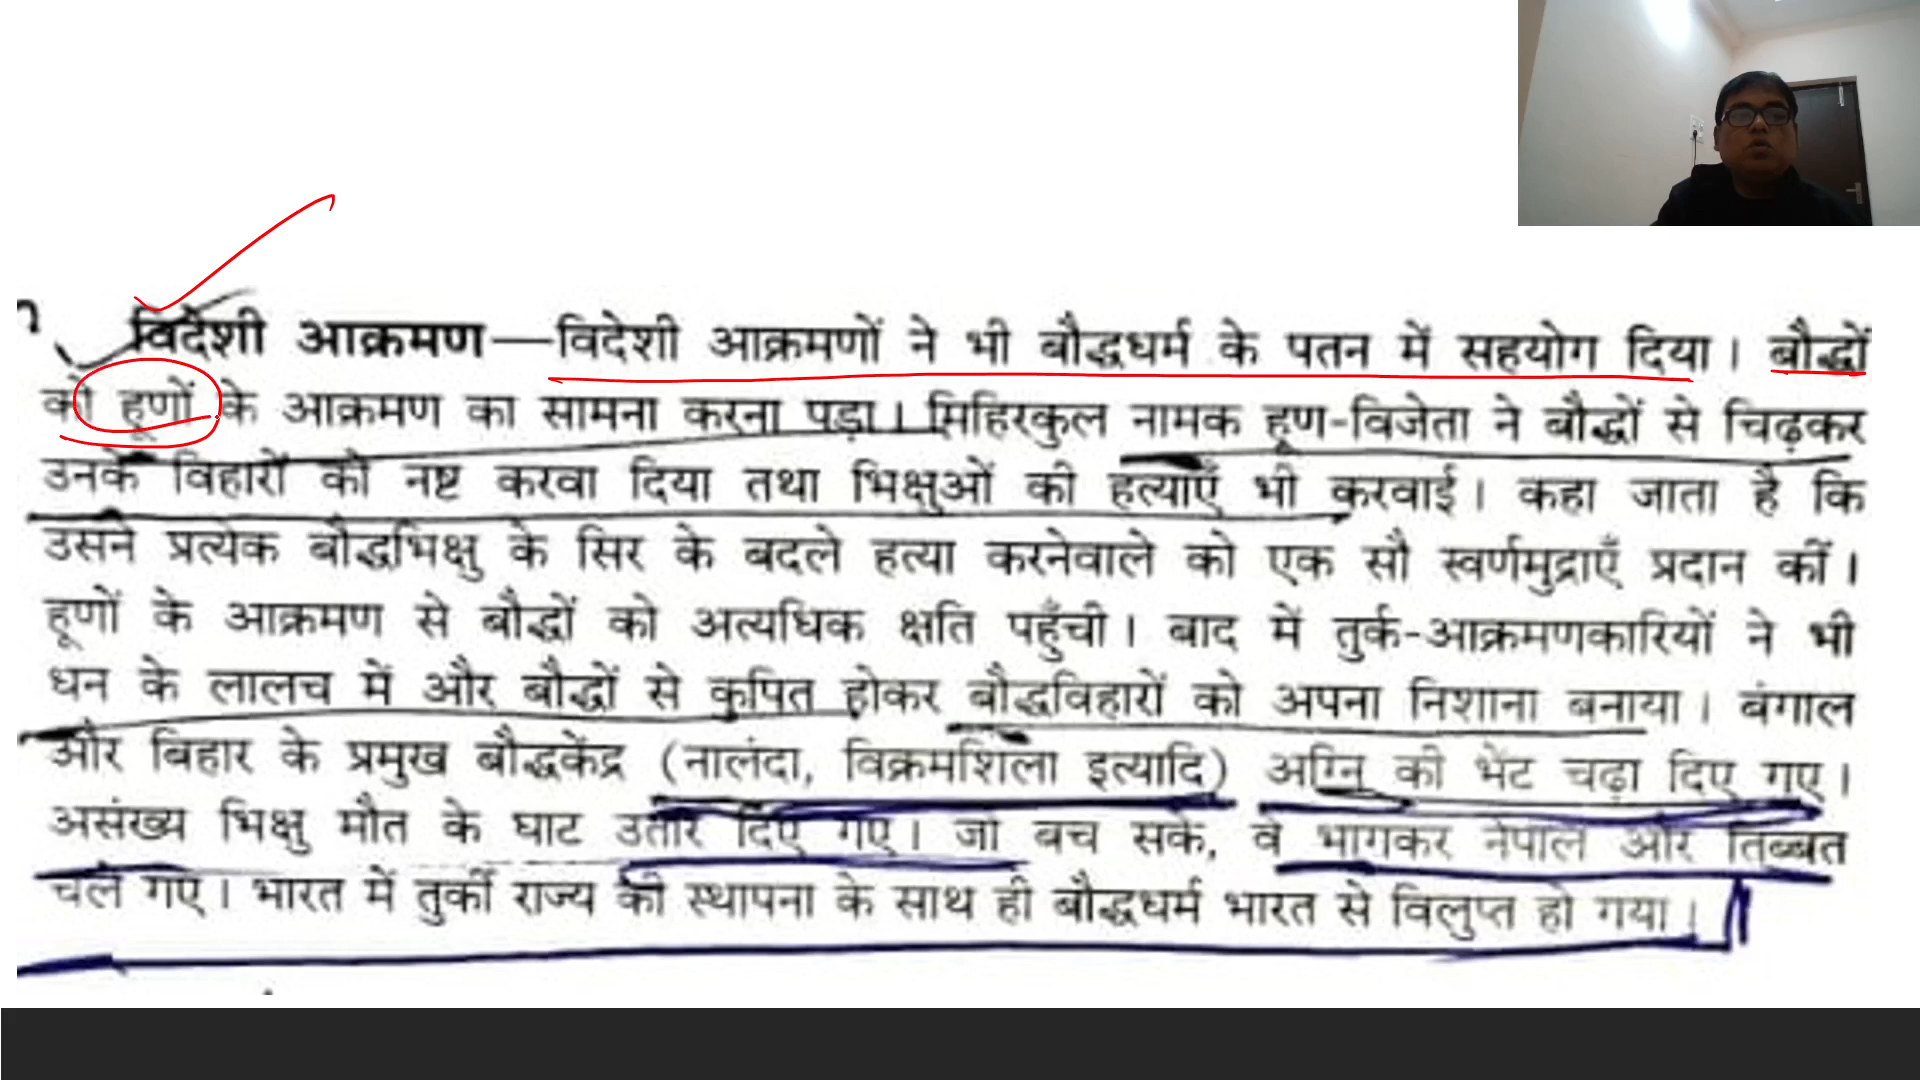 विदेशी आक्रमण—विदेशी आक्रमणों ने भी बौद्धधर्म के पतन में सहयोग दिया। बौद्धों
को हूणों के आक्रमण का सामना करना पड़ा। मिहिरकुल नामक हूण-विजेता ने बौद्धों से चिढ़कर
उनके विहारों को नष्ट करवा दिया तथा भिक्षुओं की हत्याएँ भी करवाई। कहा जाता है कि
उसने प्रत्येक बौद्धभिक्षु के सिर के बदले हत्या करनेवाले को एक सौ स्वर्णमुद्राएँ प्रदान कीं।
हूणों के आक्रमण से बौद्धों को अत्यधिक क्षति पहुँची। बाद में तुर्क-आक्रमणकारियों ने भी
धन के लालच में और बौद्धों से कुपित होकर बौद्धविहारों को अपना निशाना बनाया। बंगाल
और बिहार के प्रमुख बौद्धकेंद्र (नालंदा, विक्रमशिला इत्यादि) अग्नि की भेंट चढ़ा दिए गए।
असंख्य भिक्षु मौत के घाट उतार दिए गए। जो बच सके, वे भागकर नेपाल और तिब्बत
चले गए। भारत में तुर्की राज्य की स्थापना के साथ ही बौद्धधर्म भारत से विलुप्त हो गया।